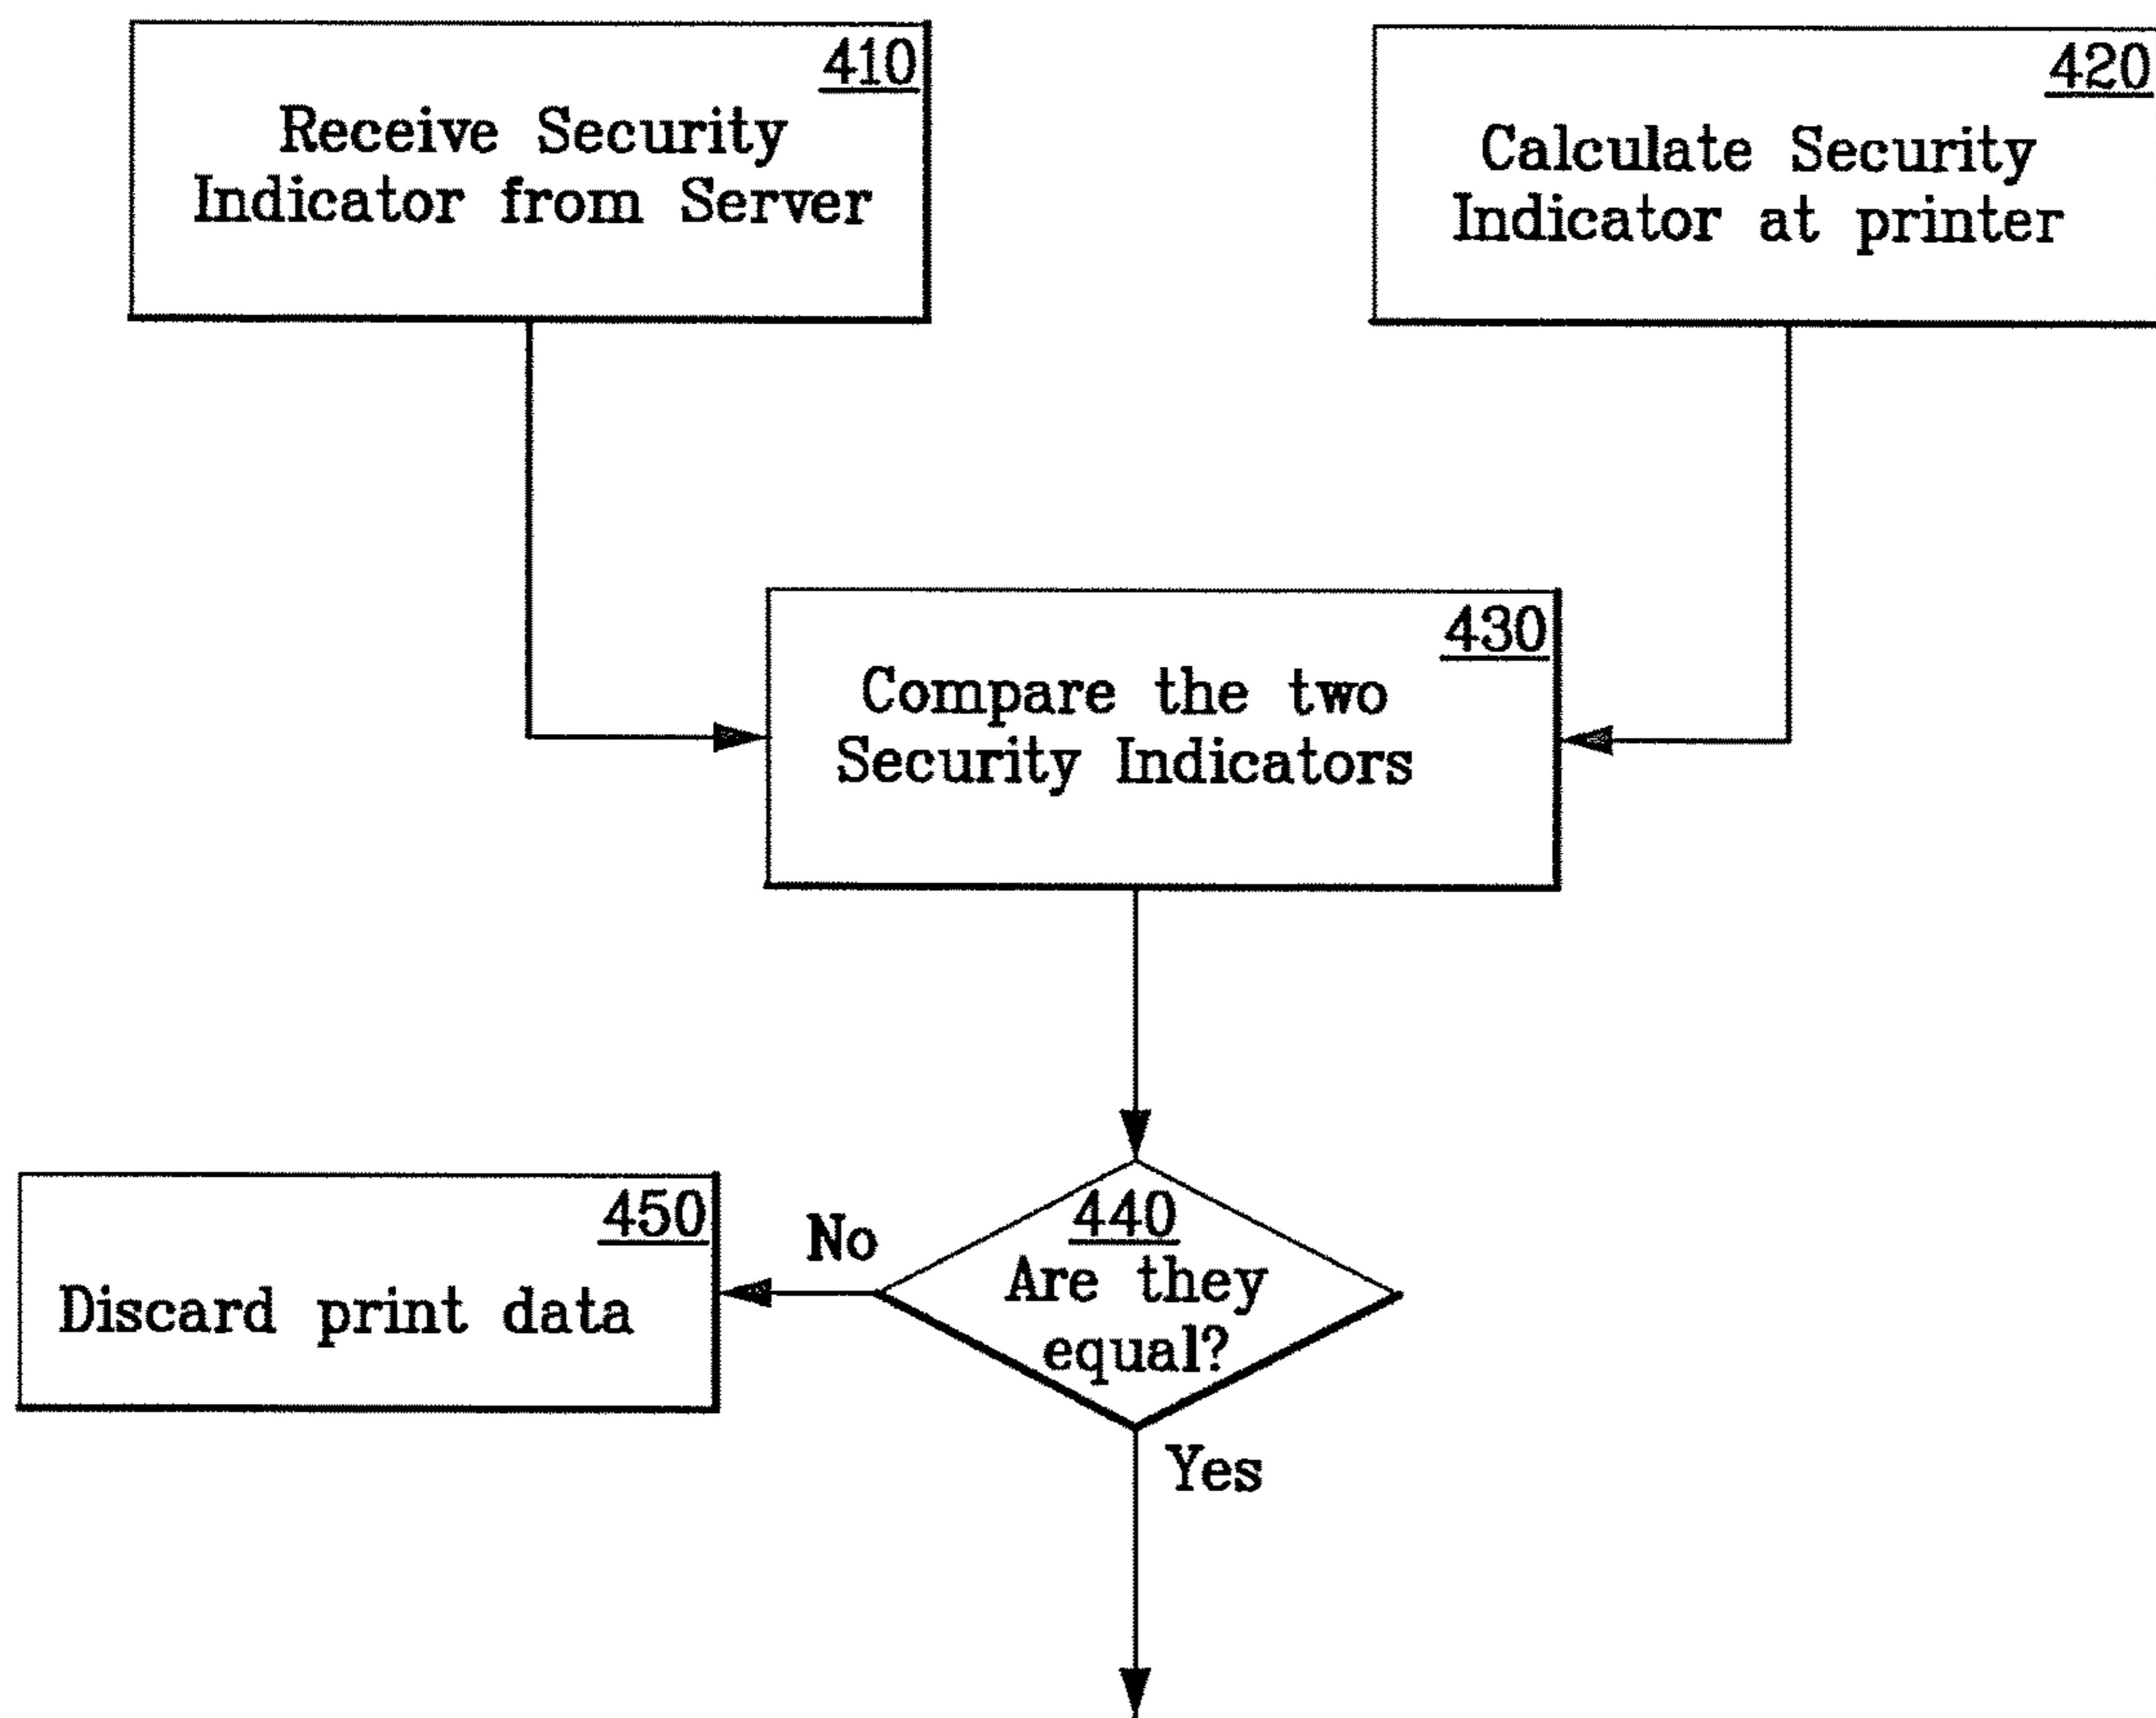 410
Receive Security
Indicator from Server
420
Calculate Security
Indicator at printer
430
Compare the two
Security Indicators
440
Are they
equal?
No
450
Discard print data
Yes